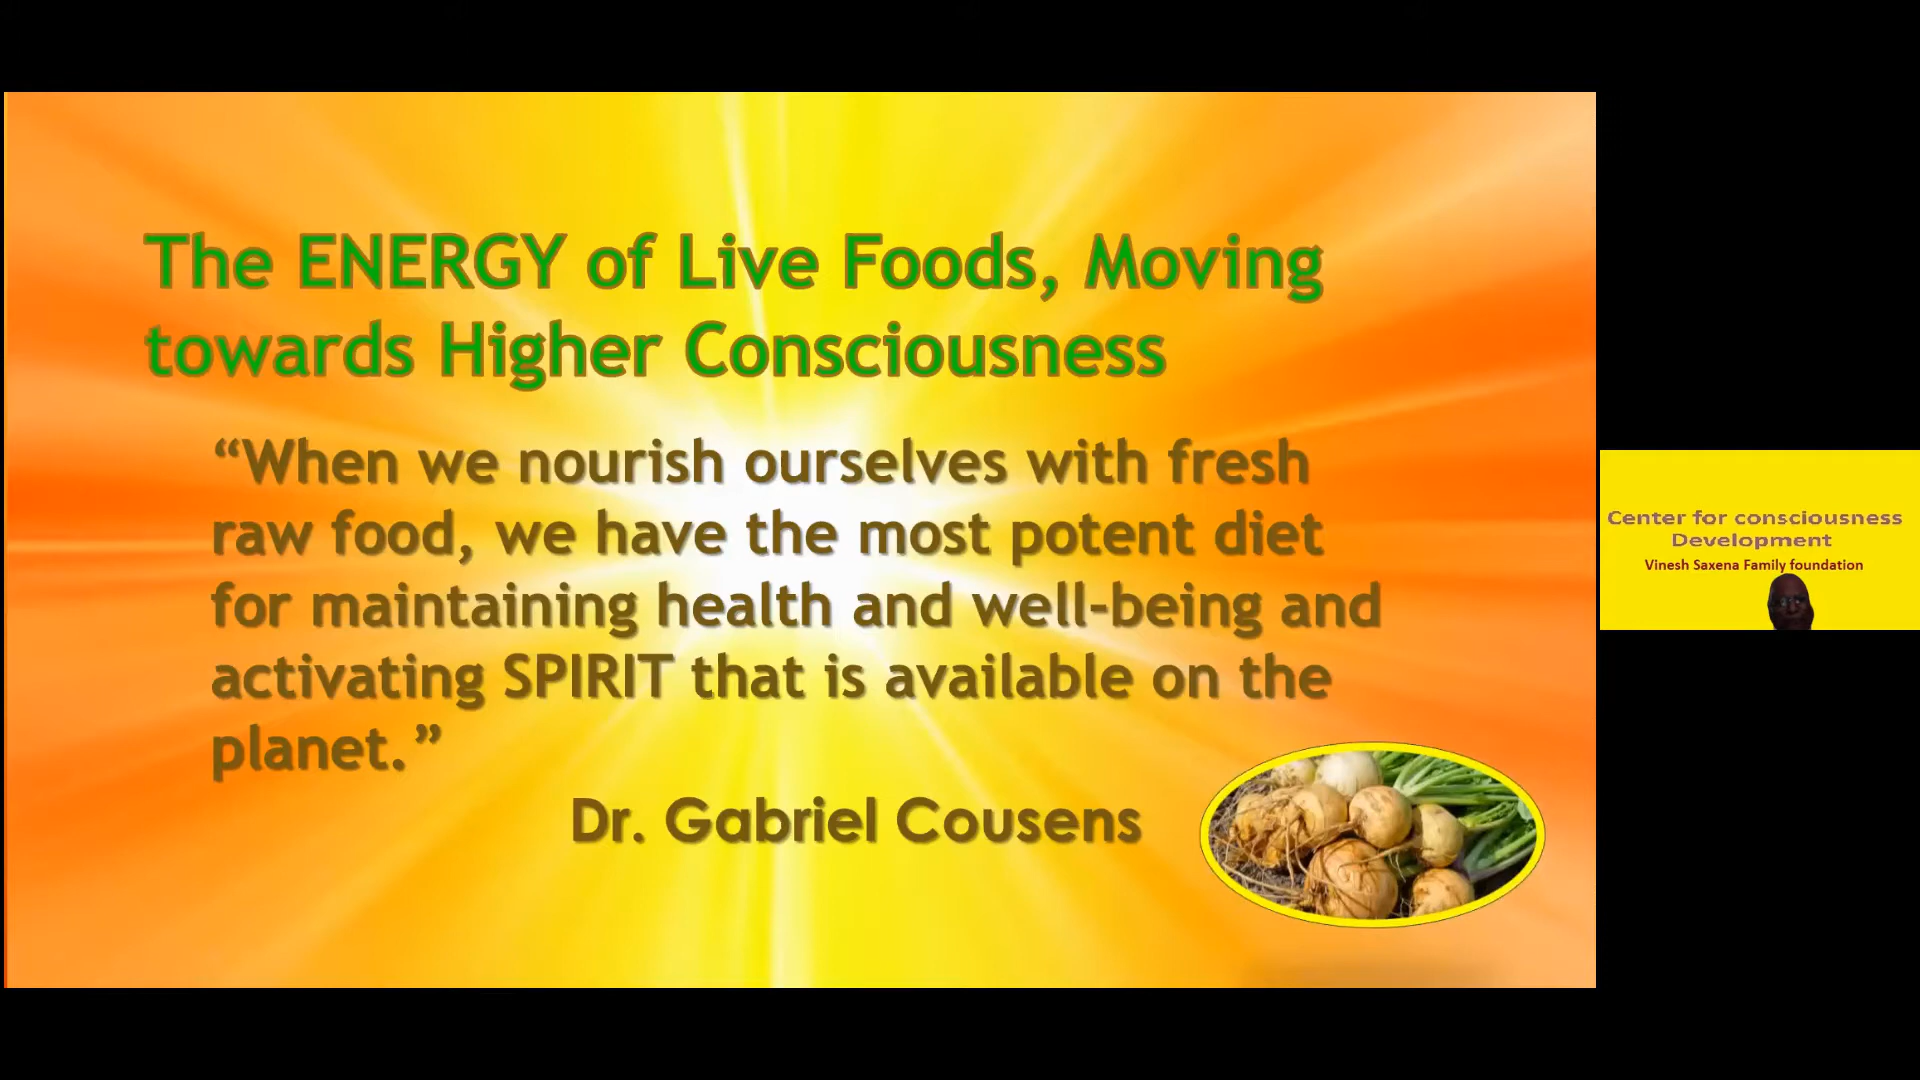 The ENERGY of Live Foods, Moving
towards Higher Consciousness
“When we nourish ourselves with fresh
raw food, we have the most potent diet
for maintaining health and well-being and
activating SPIRIT that is available on the
planet.”
Dr. Gabriel Cousens
Center for consciousness
Development
Vinesh Saxena Family foundation